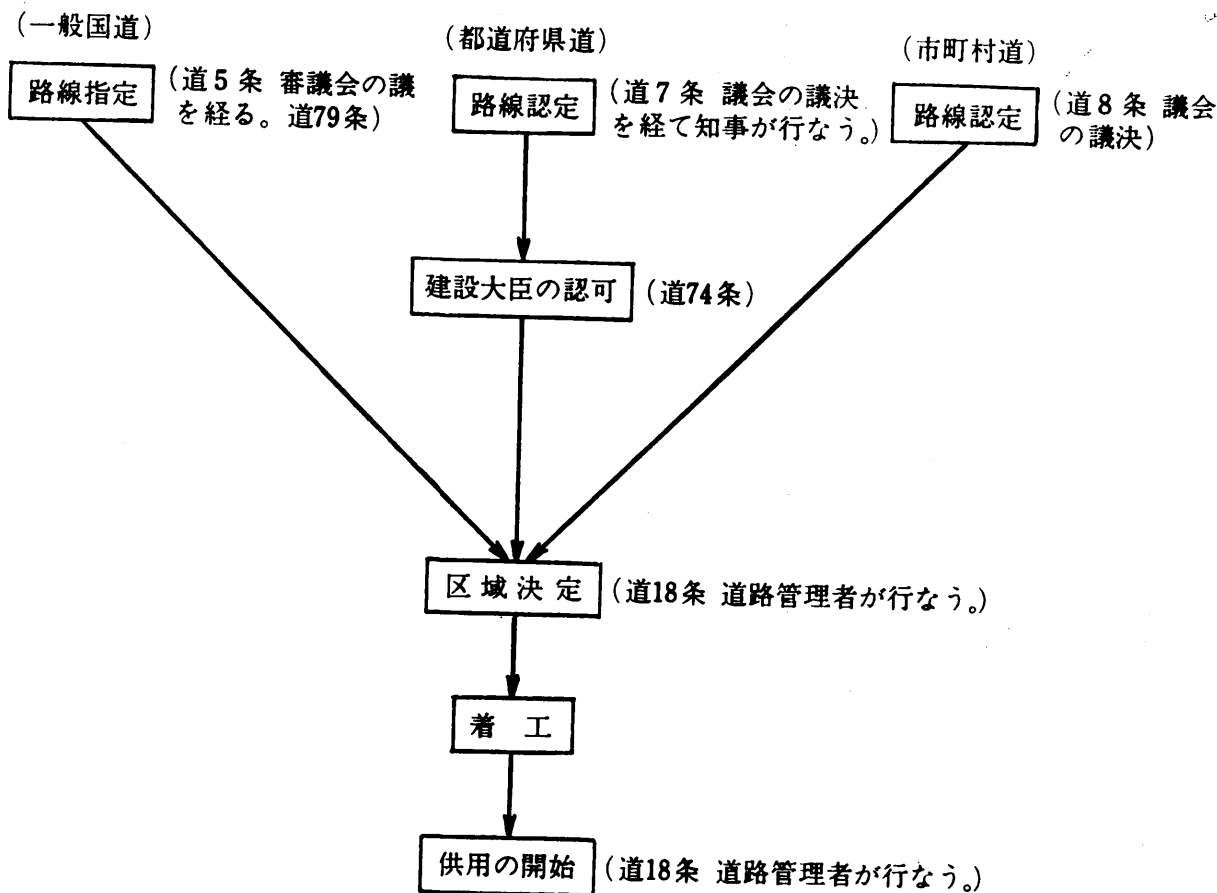 (一般国道)
路線指定
(道5条 審議会の議
を経る。道79条)
(都道府県道)
路線認定
(道7条 議会の議決
を経て知事が行なう。)
(市町村道)
路線認定
(道8条 議会
の議決)
建設大臣の認可
(道74条)
区域決定
(道18条 道路管理者が行なう。)
着工
供用の開始
(道18条 道路管理者が行なう。)